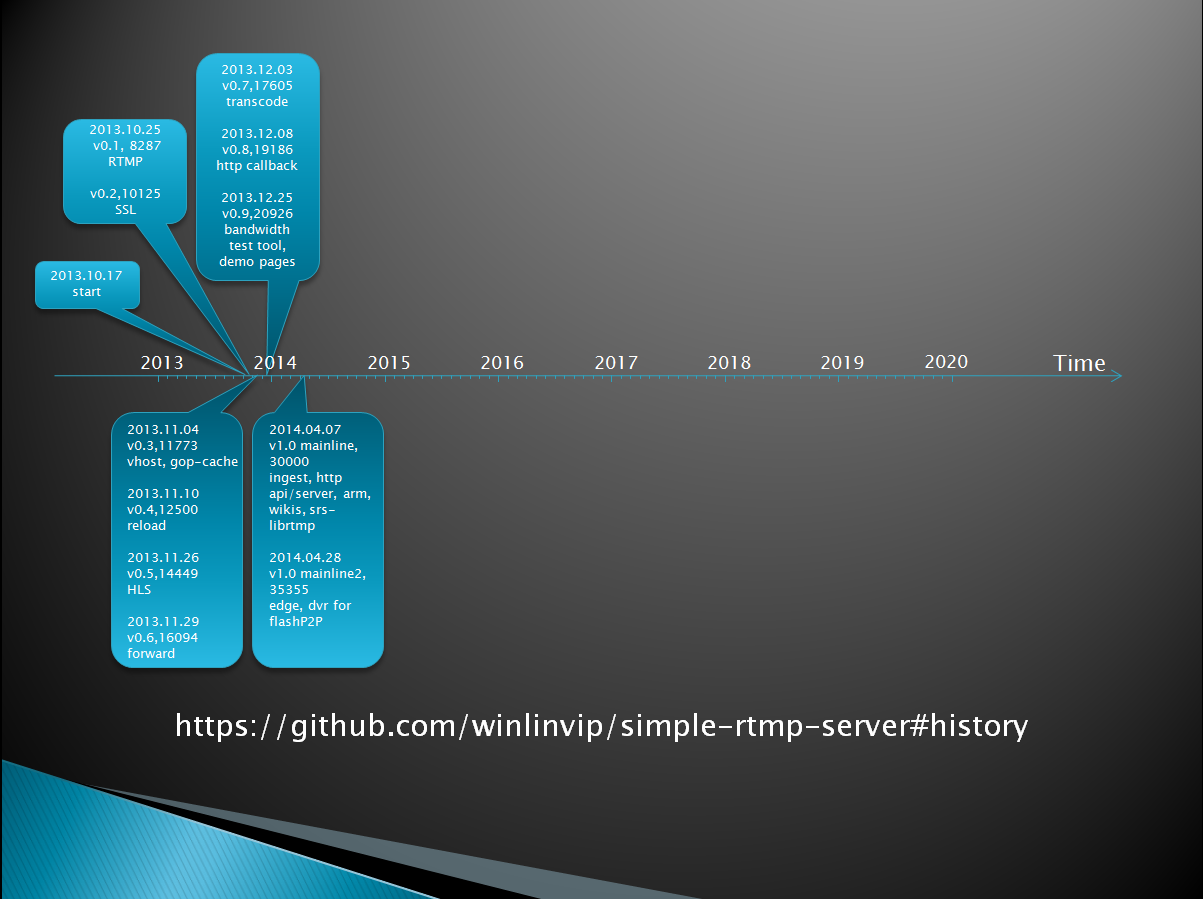 2013.12.03
v0.7,17605
transcode
2013.12.08
v0.8,19186
http callback
2013.12.25
v0.9,20926
bandwidth
test tool,
demo pages
2013.10.25
v0.1, 8287
RTMP
v0.2,10125
SSL
2013.10.17
start
2013 2014 2015 2016 2017 2018 2019 2020 Time
2013.11.04
v0.3,11773
vhost, gop-cache
2013.11.10
v0.4,12500
reload
2013.11.26
v0.5,14449
HLS
2013.11.29
v0.6,16094
forward
2014.04.07
v1.0 mainline,
30000
ingest, http
api/server, arm,
wikis, srs-
librtmp
2014.04.28
v1.0 mainline2,
35355
edge, dvr for
flashP2P
https://github.com/winlinvip/simple-rtmp-server#history